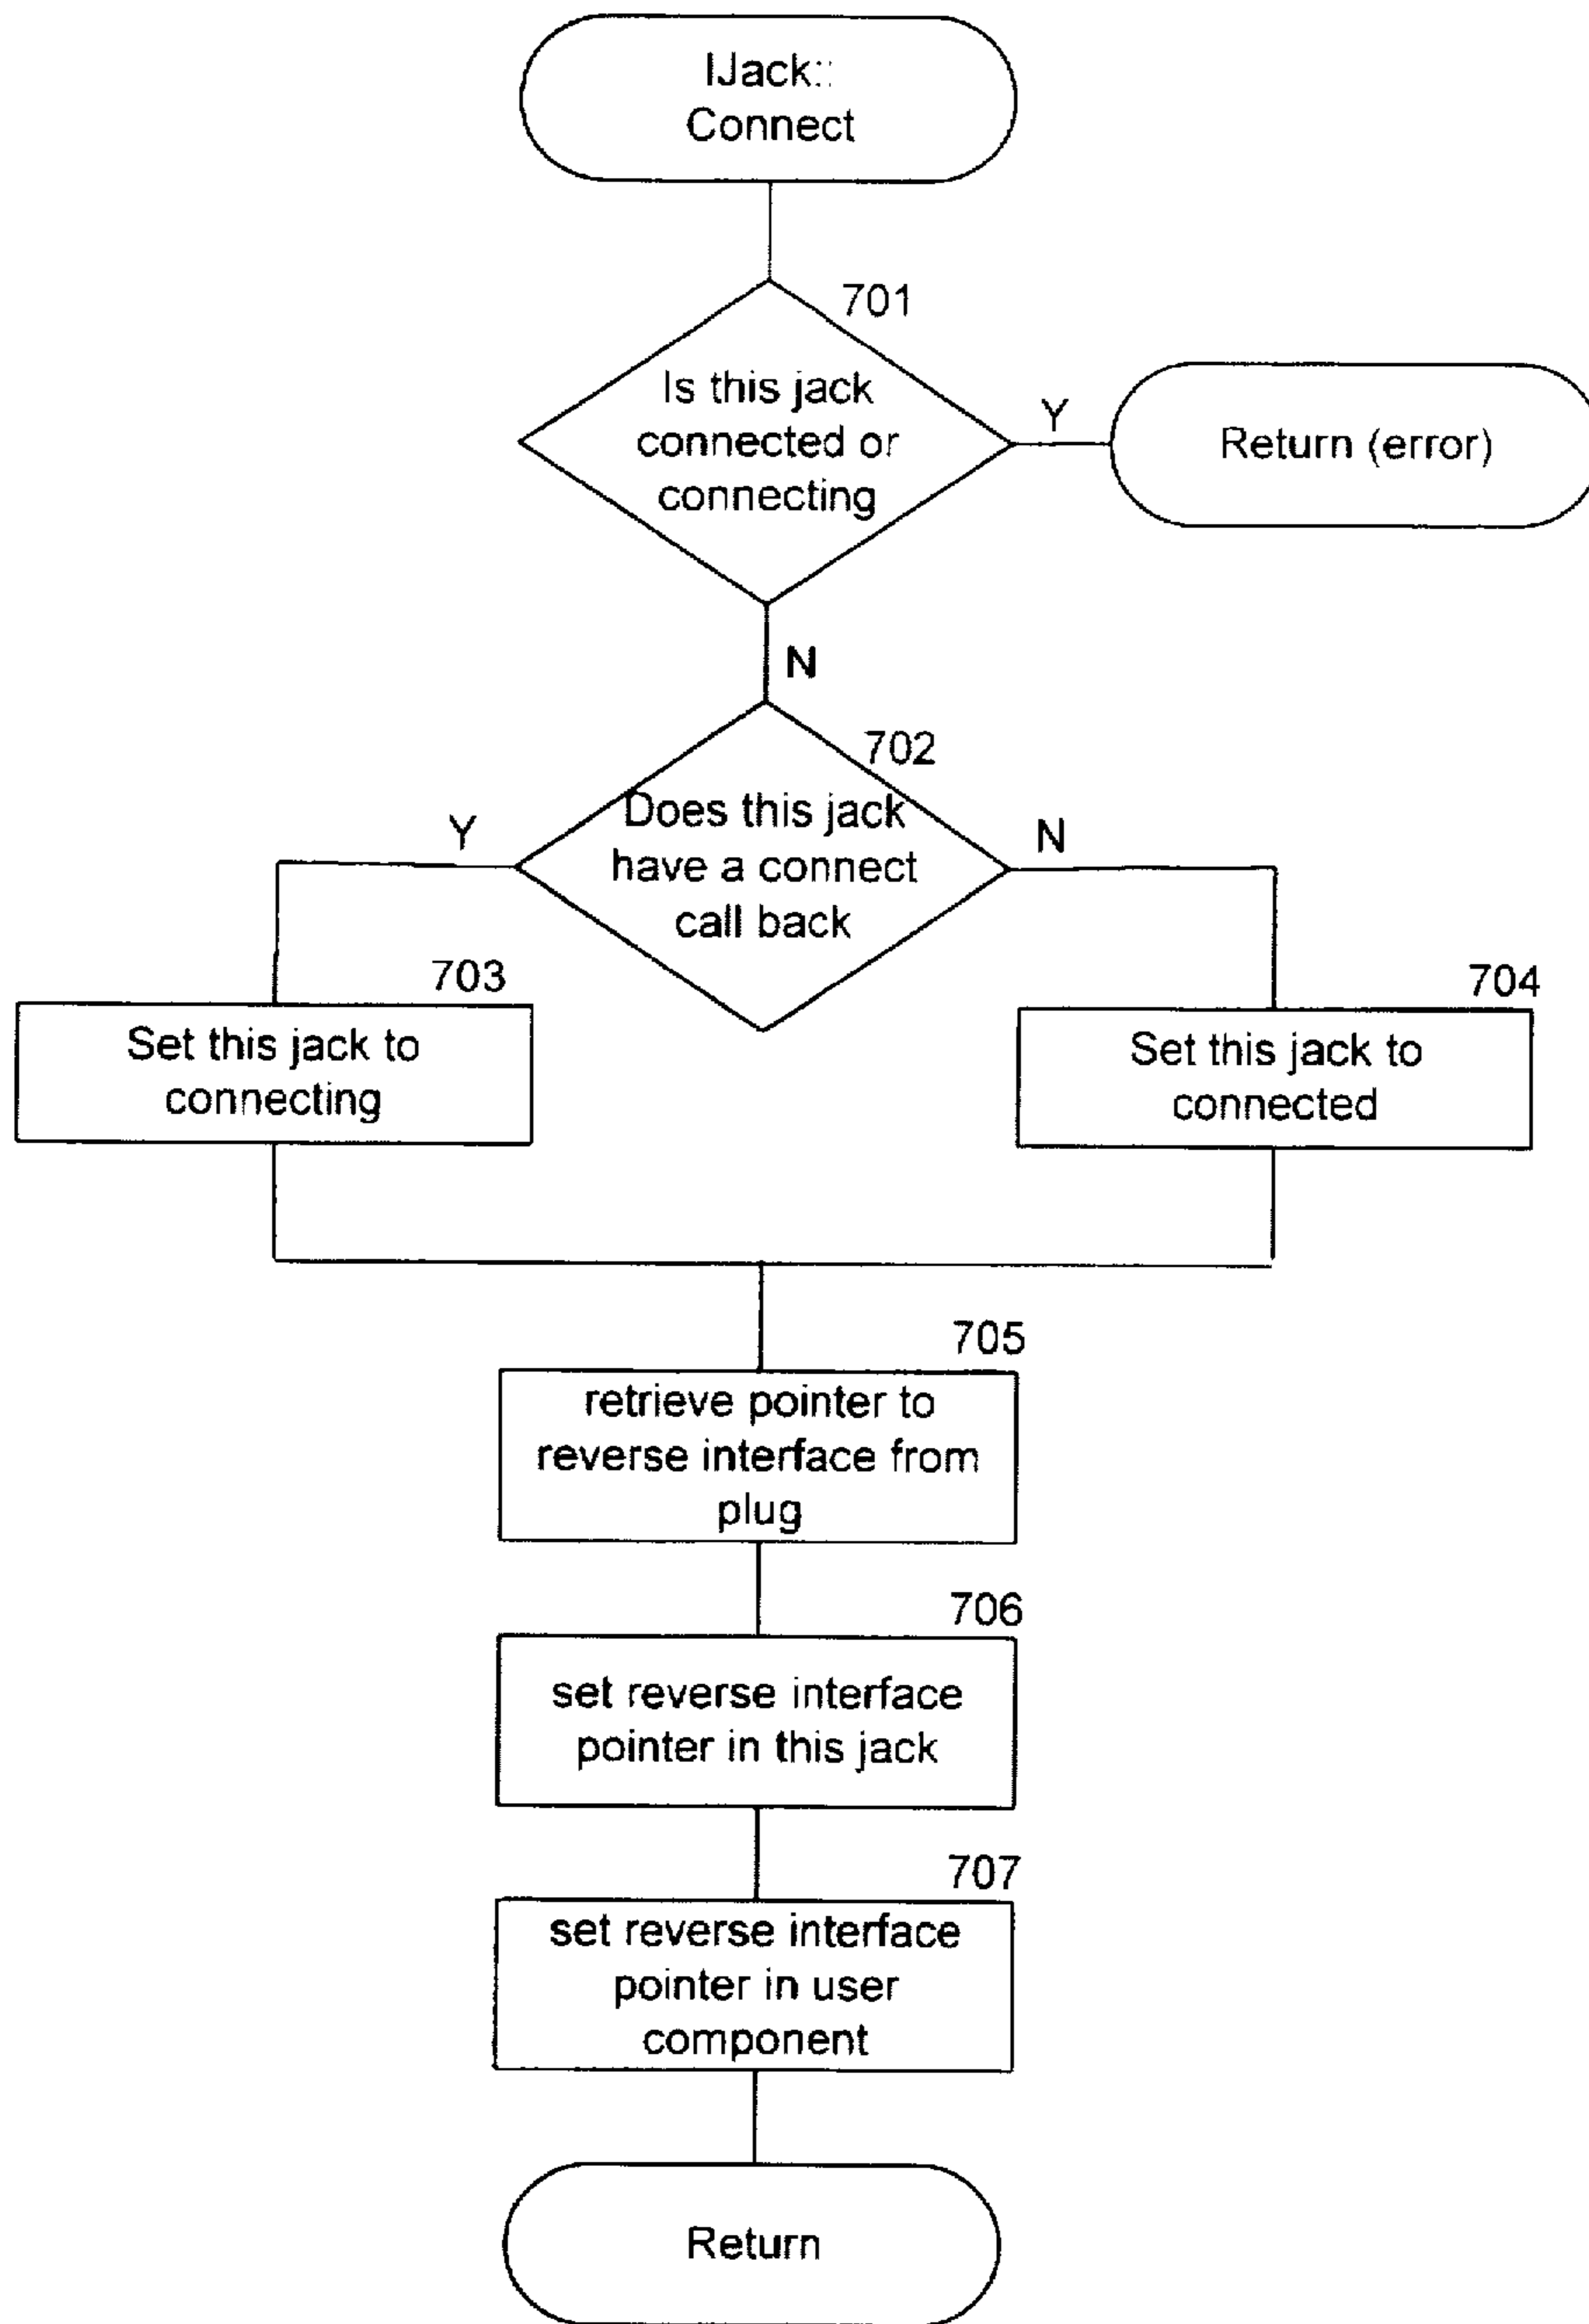 IJack::
Connect
701
Is this jack
connected or
connecting
Y
Return (error)
N
702
Does this jack
have a connect
call back
Y
N
703
Set this jack to
connecting
704
Set this jack to
connected
705
retrieve pointer to
reverse interface from
plug
706
set reverse interface
pointer in this jack
707
set reverse interface
pointer in user
component
Return